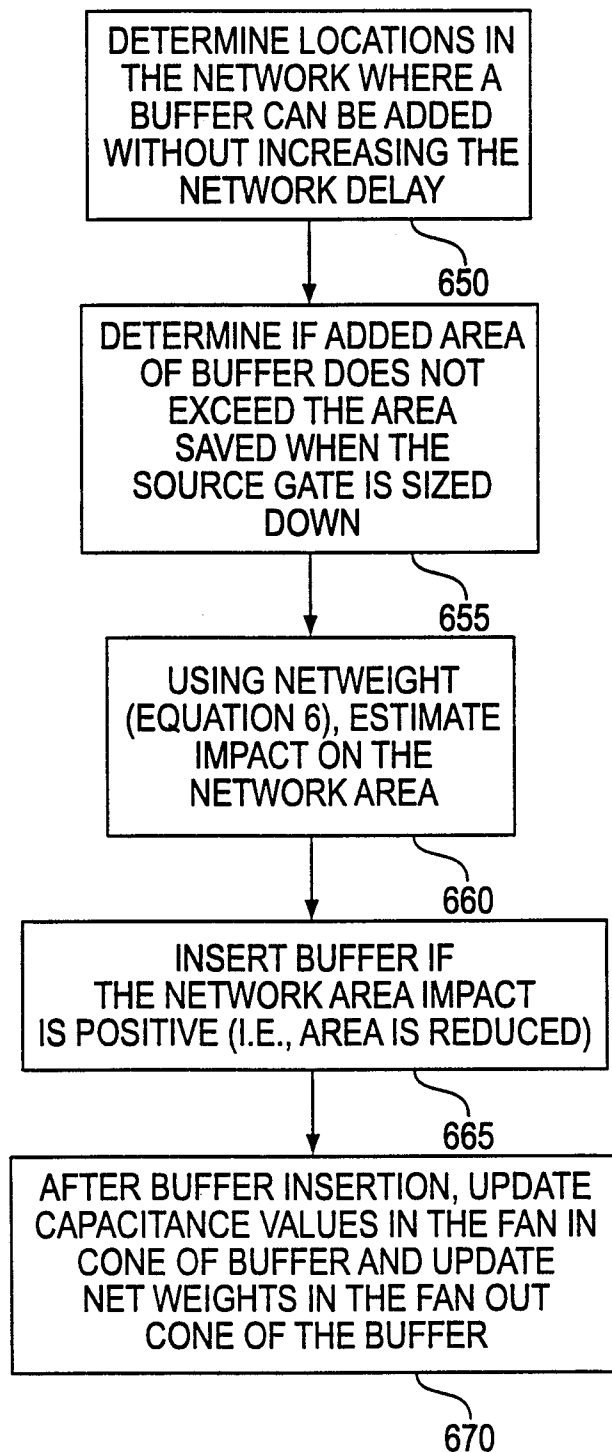 DETERMINE LOCATIONS IN
THE NETWORK WHERE A
BUFFER CAN BE ADDED
WITHOUT INCREASING THE
NETWORK DELAY
650
DETERMINE IF ADDED AREA
OF BUFFER DOES NOT
EXCEED THE AREA
SAVED WHEN THE
SOURCE GATE IS SIZED
DOWN
655
USING NETWEIGHT
(EQUATION 6), ESTIMATE
IMPACT ON THE
NETWORK AREA
660
INSERT BUFFER IF
THE NETWORK AREA IMPACT
IS POSITIVE (I.E., AREA IS REDUCED)
665
AFTER BUFFER INSERTION, UPDATE
CAPACITANCE VALUES IN THE FAN IN
CONE OF BUFFER AND UPDATE
NET WEIGHTS IN THE FAN OUT
CONE OF THE BUFFER
670